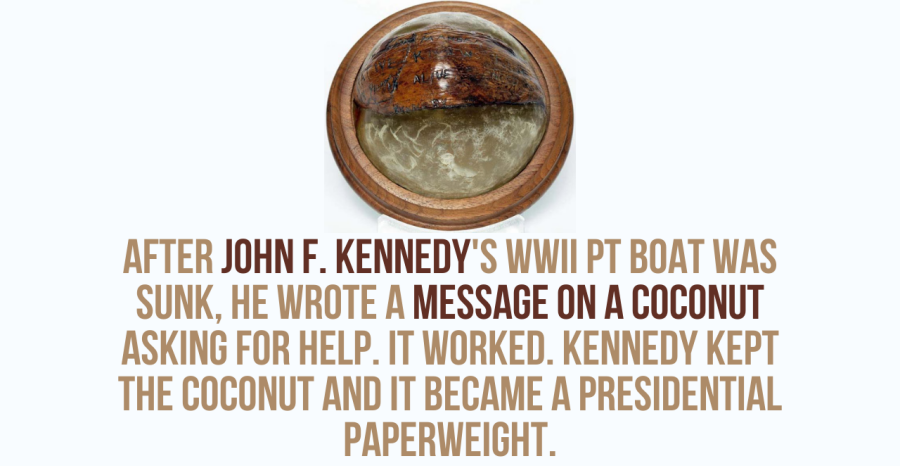 ALIVE
AFTER JOHN F. KENNEDY'S WWII PT BOAT WAS
SUNK, HE WROTE A MESSAGE ON A COCONUT
ASKING FOR HELP. IT WORKED. KENNEDY KEPT
THE COCONUT AND IT BECAME A PRESIDENTIAL
PAPERWEIGHT.